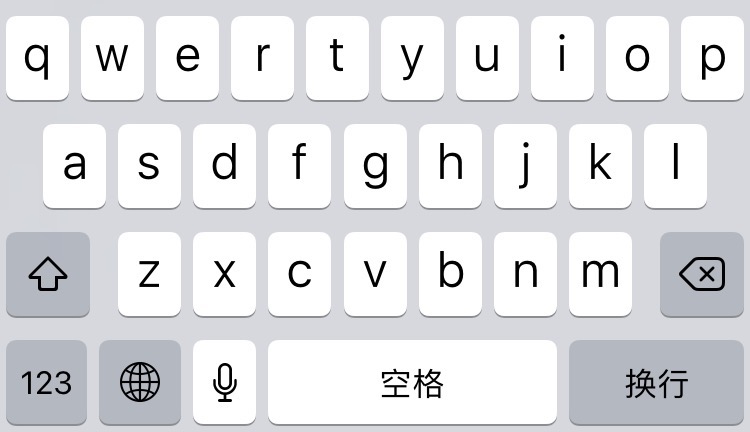 q w e r t y u i o p
a s d f g h j k l
z x c v b n m
123 空格 换行